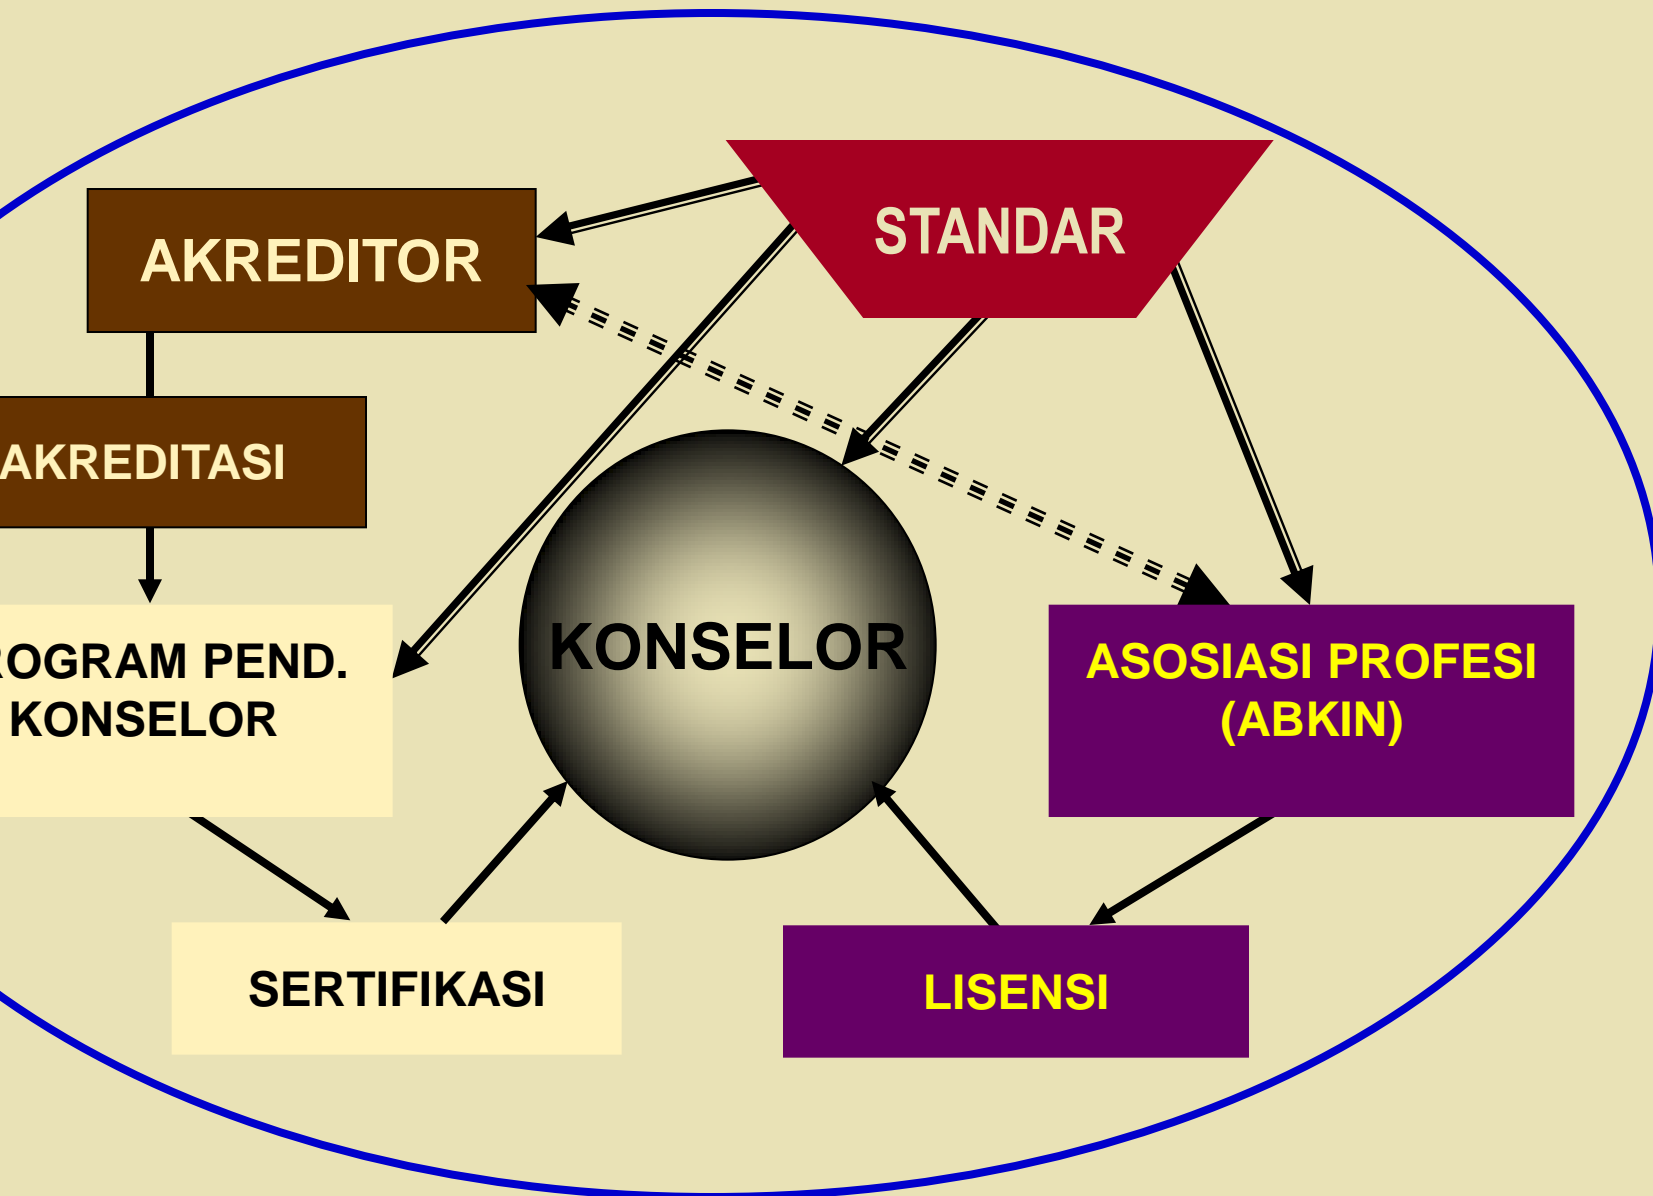 STANDAR
AKREDITOR
AKREDITASI
ROGRAM PEND.
KONSELOR
KONSELOR
ASOSIASI PROFESI
(ABKIN)
SERTIFIKASI
LISENSI